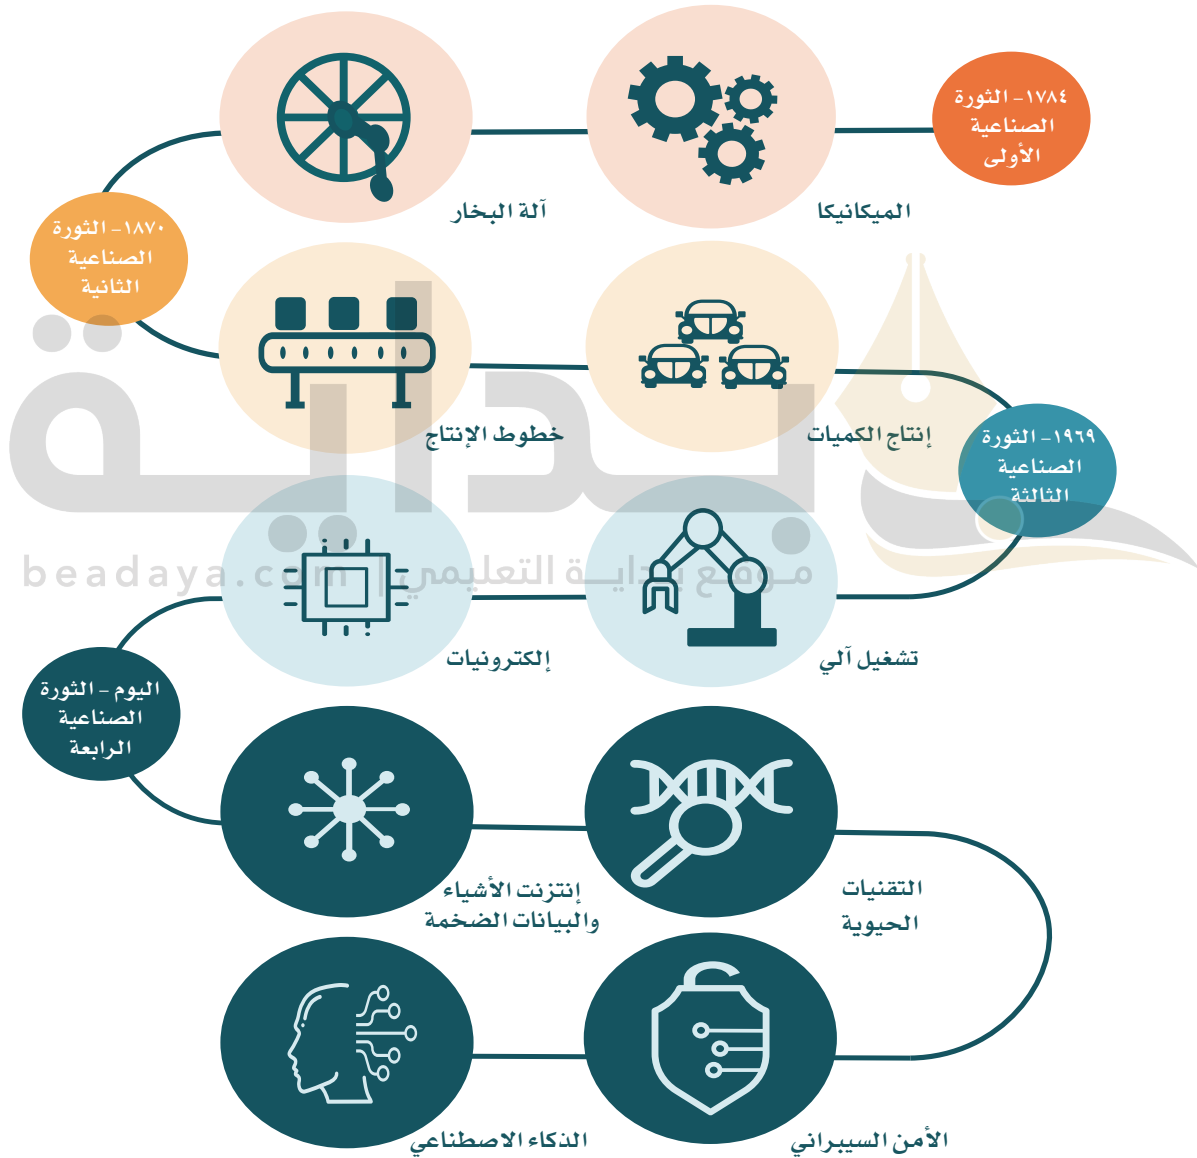 ١٧٨٤- الثورة
الصناعية
الأولى
الميكانيكا
آلة البخار
١٨٧٠- الثورة
الصناعية
الثانية
خطوط الإنتاج
إنتاج الكميات
١٩٦٩- الثورة
الصناعية
الثالثة
بداية
موقع بداية التعليمي | beadaya.com
تشغيل آلي
إلكترونيات
اليوم - الثورة
الصناعية
الرابعة
إنتزنت الأشياء
والبيانات الضخمة
التقنيات
الحيوية
الأمن السيبراني
الذكاء الاصطناعي